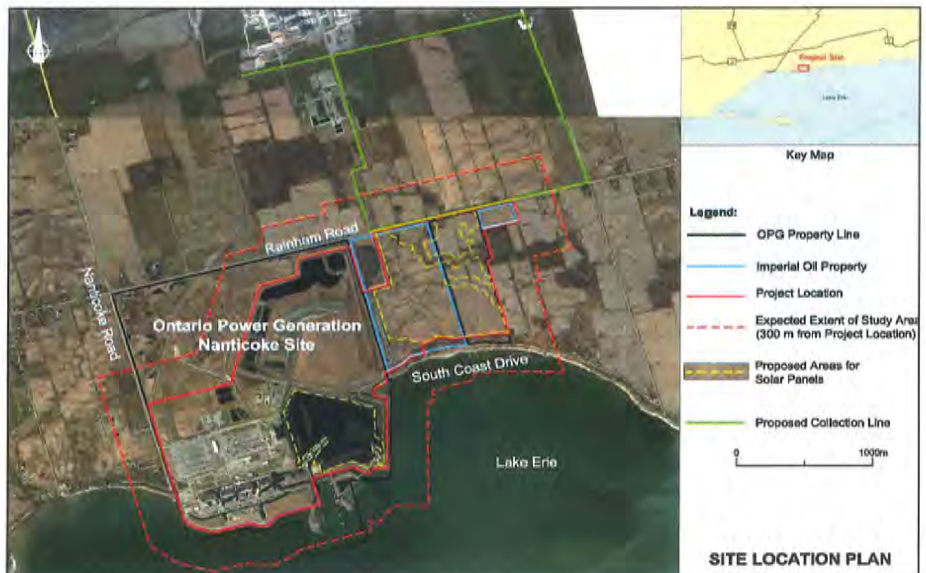 Rainham Road
Nanticoke Road
Ontario Power Generation
Nanticoke Site
South Coast Drive
Lake Erie
Project Site
Lake Erie
Key Map
Legend:
OPG Property Line
Imperial Oil Property
Project Location
Expected Extent of Study Area
(300 m from Project Location)
Proposed Areas for
Solar Panels
Proposed Collection Line
0 1000m
SITE LOCATION PLAN